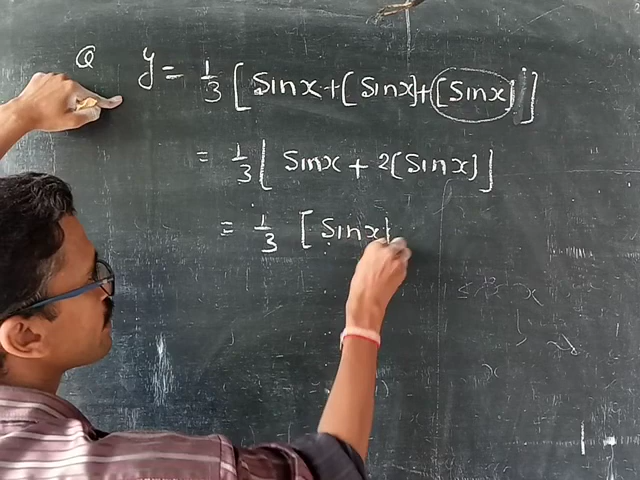 Q y = 1/3 [ Sinx + [ Sinx] + [Sinx] ] ]
= 1/3 [ Sinx + 2[Sinx] ]
= 1/3 [ Sinx]